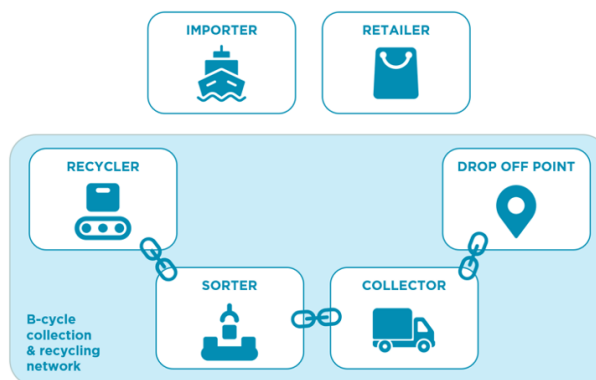 IMPORTER
RETAILER
RECYCLER
DROP OFF POINT
SORTER
COLLECTOR
B-cycle
collection
& recycling
network